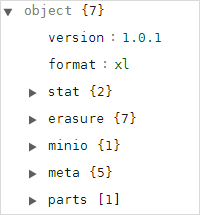 object {7}
version : 1.0.1
format : xl
stat {2}
erasure {7}
minio {1}
meta {5}
parts [1]